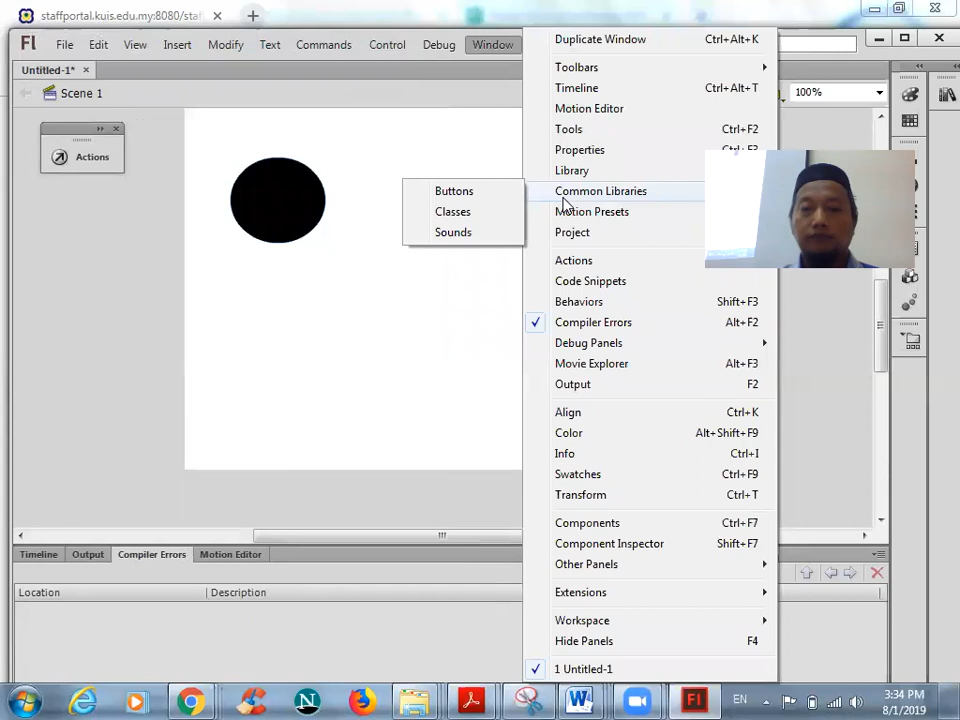 staffportal.kuis.edu.my:8080/staf
Fl File Edit View Insert Modify Text Commands Control Debug Window
Untitled-1*
Scene 1
100%
Actions
Buttons
Classes
Sounds
Duplicate Window Ctrl+Alt+K
Toolbars
Timeline Ctrl+Alt+T
Motion Editor
Tools Ctrl+F2
Properties Ctrl+F3
Library
Common Libraries
Motion Presets
Project
Actions
Code Snippets
Behaviors Shift+F3
Compiler Errors Alt+F2
Debug Panels
Movie Explorer Alt+F3
Output F2
Align Ctrl+K
Color Alt+Shift+F9
Info Ctrl+I
Swatches Ctrl+F9
Transform Ctrl+T
Components Ctrl+F7
Component Inspector Shift+F7
Other Panels
Extensions
Workspace
Hide Panels F4
1 Untitled-1
Timeline Output Compiler Errors Motion Editor
Location Description
EN
3:34 PM
8/1/2019